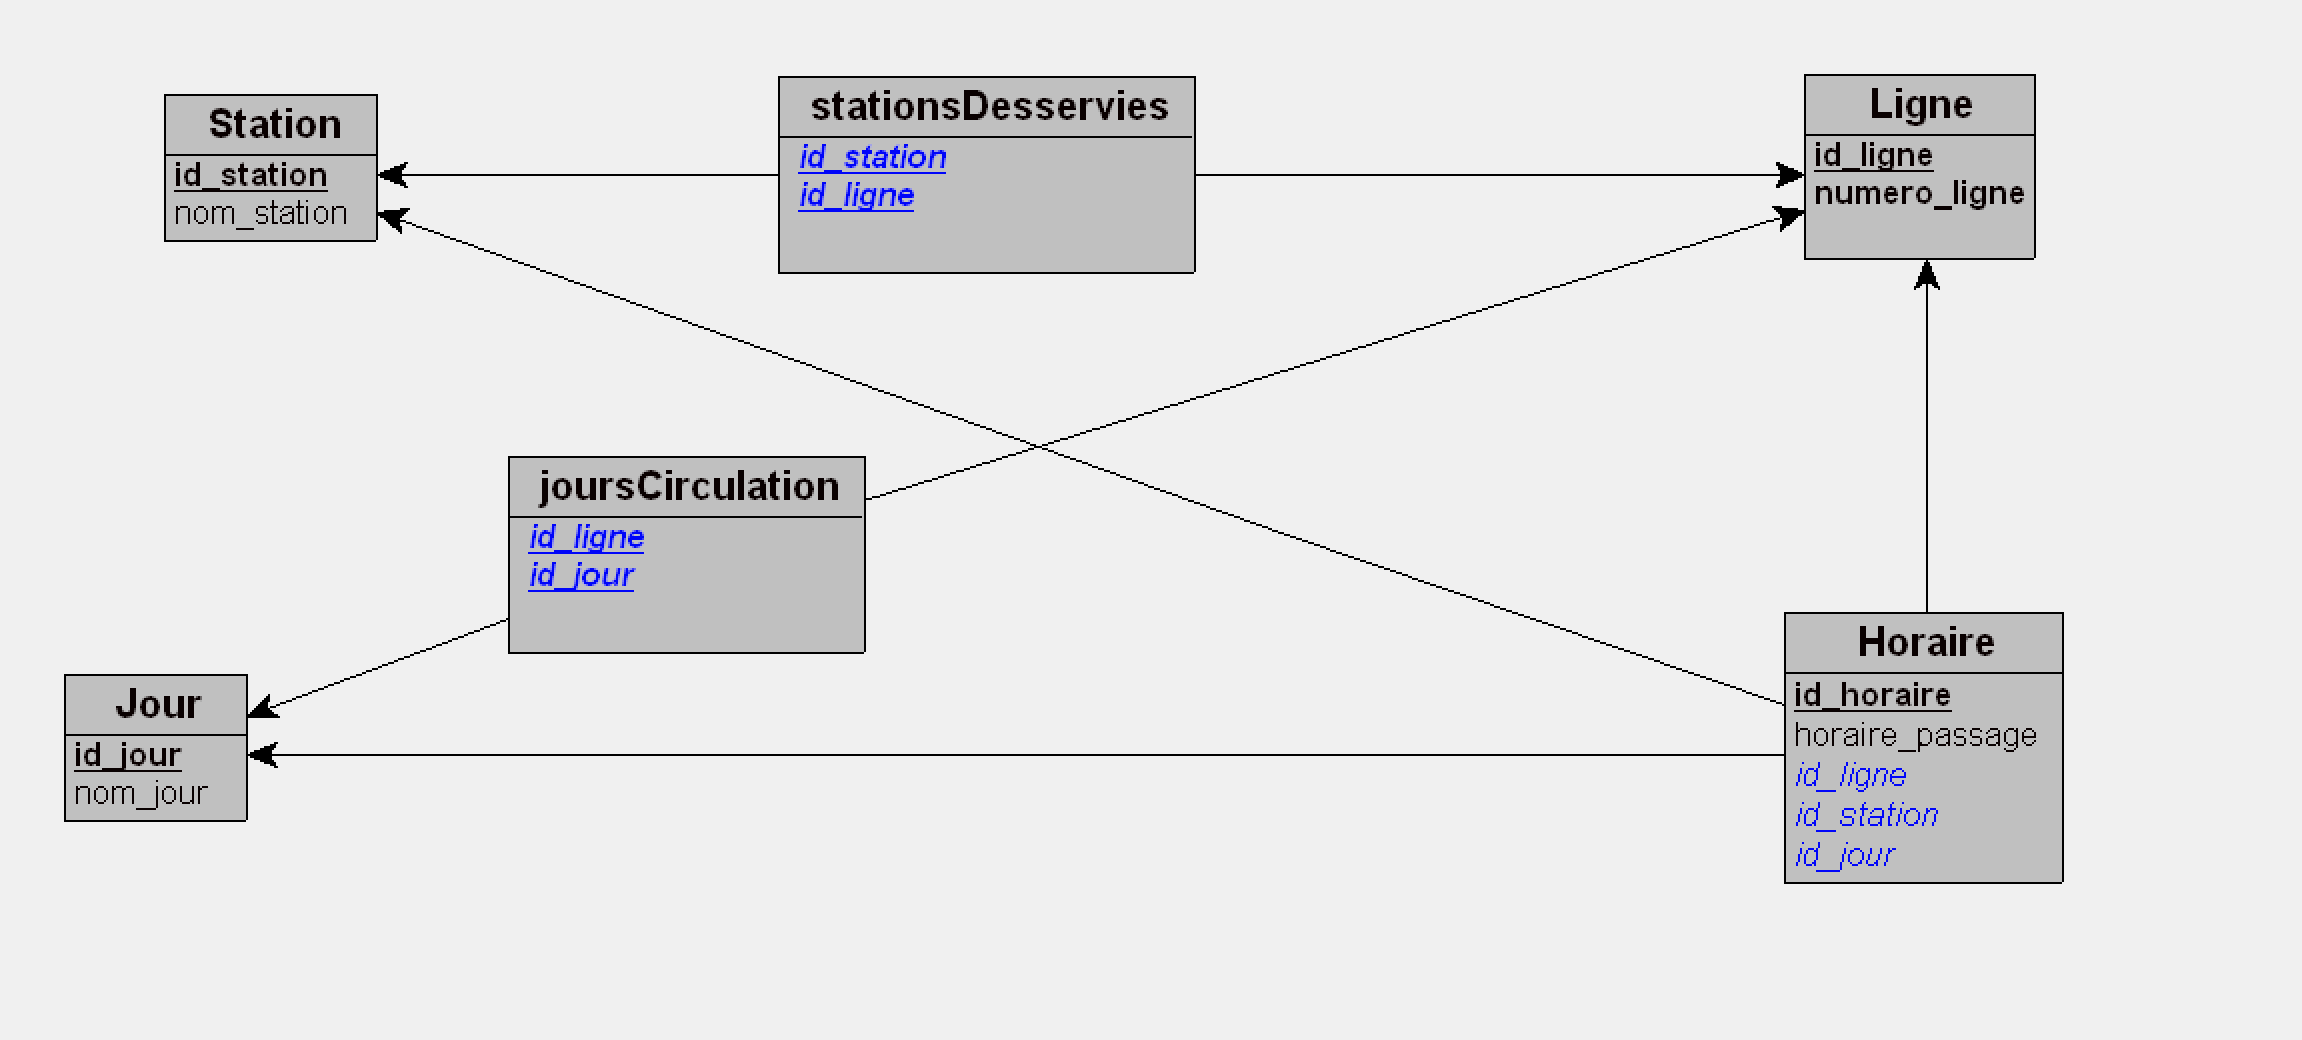 Station
id_station
nom_station
stationsDesservies
id_station
id_ligne
Ligne
id_ligne
numero_ligne
joursCirculation
id_ligne
id_jour
Jour
id_jour
nom_jour
Horaire
id_horaire
horaire_passage
id_ligne
id_station
id_jour